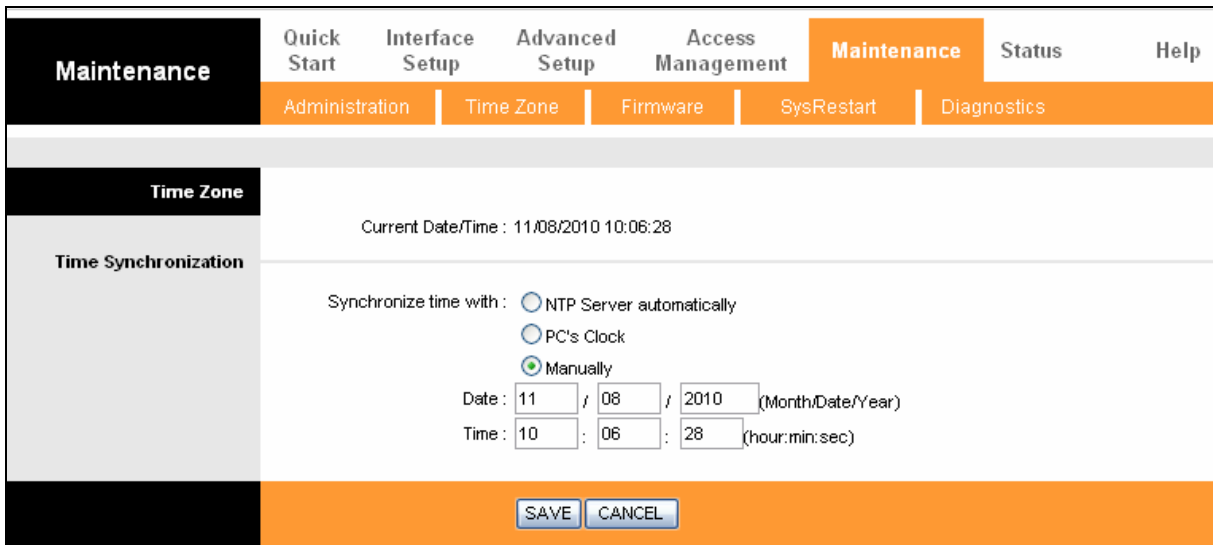 Maintenance
Quick Start
Interface Setup
Advanced Setup
Access Management
Maintenance
Status
Help
Administration
Time Zone
Firmware
SysRestart
Diagnostics
Time Zone
Current Date/Time : 11/08/2010 10:06:28
Time Synchronization
Synchronize time with : NTP Server automatically
PC's Clock
Manually
Date : 11 / 08 / 2010 (Month/Date/Year)
Time : 10 : 06 : 28 (hour:min:sec)
SAVE CANCEL